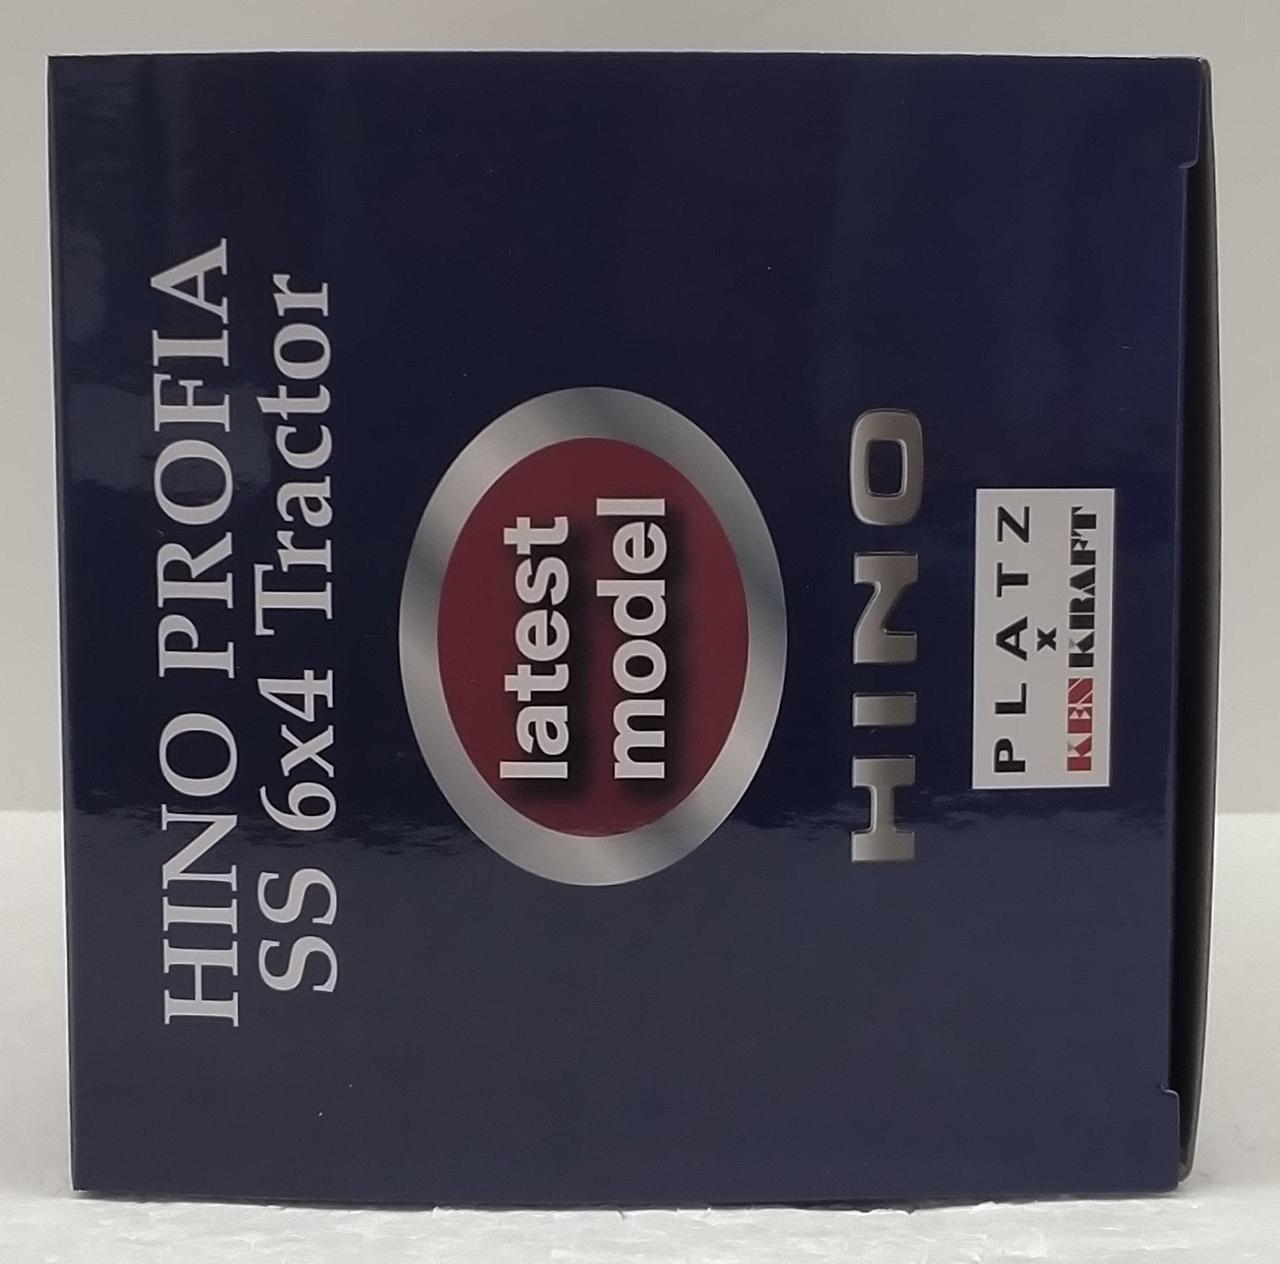 HINO PROFIA
SS 6x4 Tractor
latest
model
HINO
PLATZ
x
KEN KRAFT